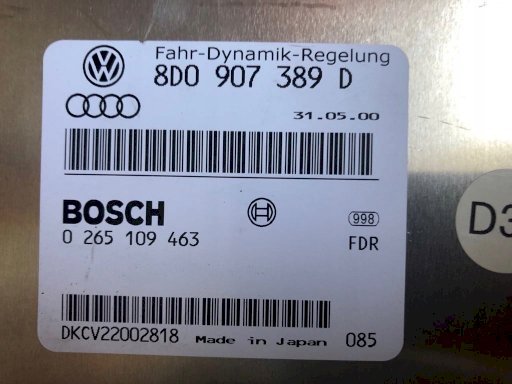 Fahr-Dynamik-Regelung
8D0 907 389 D
31.05.00
BOSCH
998
0 265 109 463
FDR
D3
DKCV22002818 Made in Japan 085